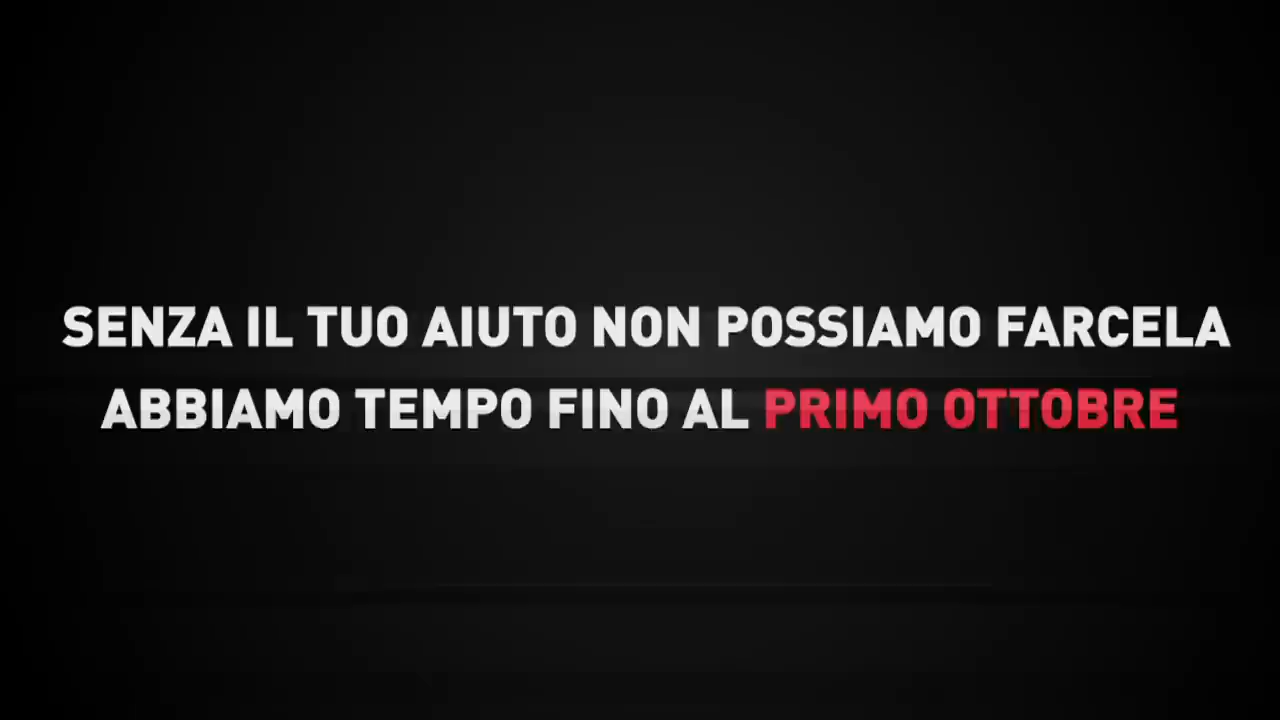 SENZA IL TUO AIUTO NON POSSIAMO FARCELA
ABBIAMO TEMPO FINO AL PRIMO OTTOBRE